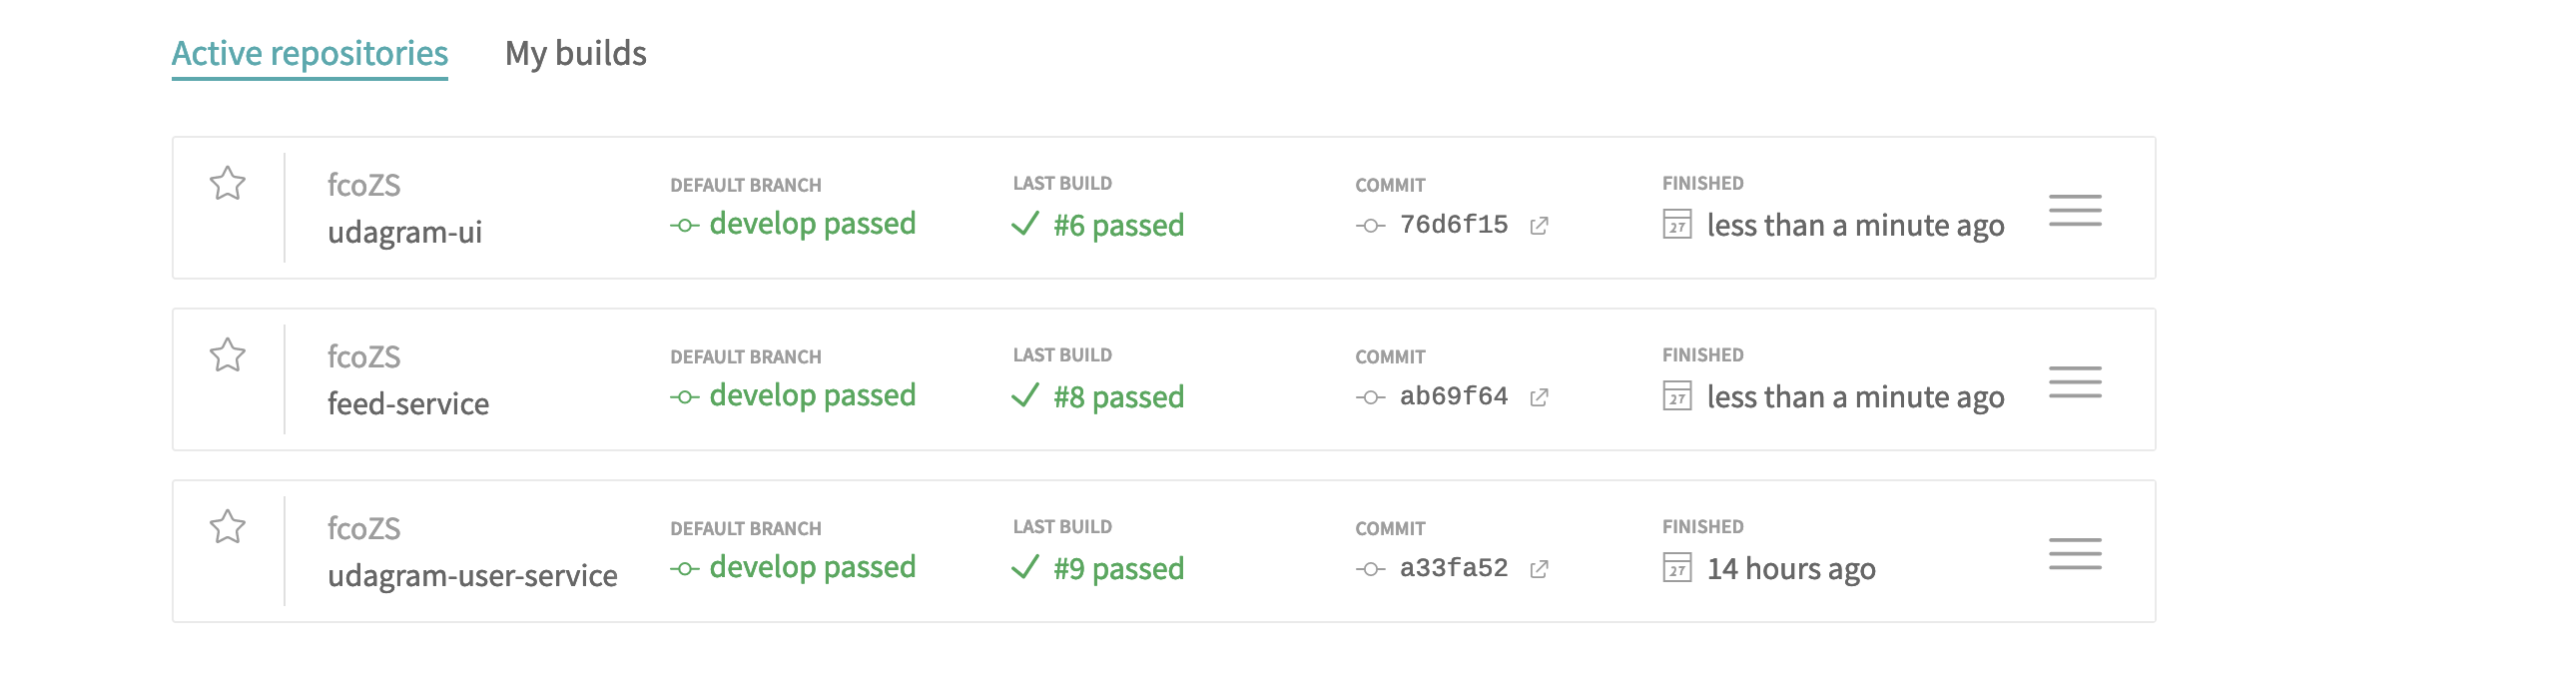 Active repositories My builds
fcoZS DEFAULT BRANCH LAST BUILD COMMIT FINISHED
udagram-ui develop passed #6 passed 76d6f15 27 less than a minute ago
fcoZS DEFAULT BRANCH LAST BUILD COMMIT FINISHED
feed-service develop passed #8 passed ab69f64 27 less than a minute ago
fcoZS DEFAULT BRANCH LAST BUILD COMMIT FINISHED
udagram-user-service develop passed #9 passed a33fa52 27 14 hours ago